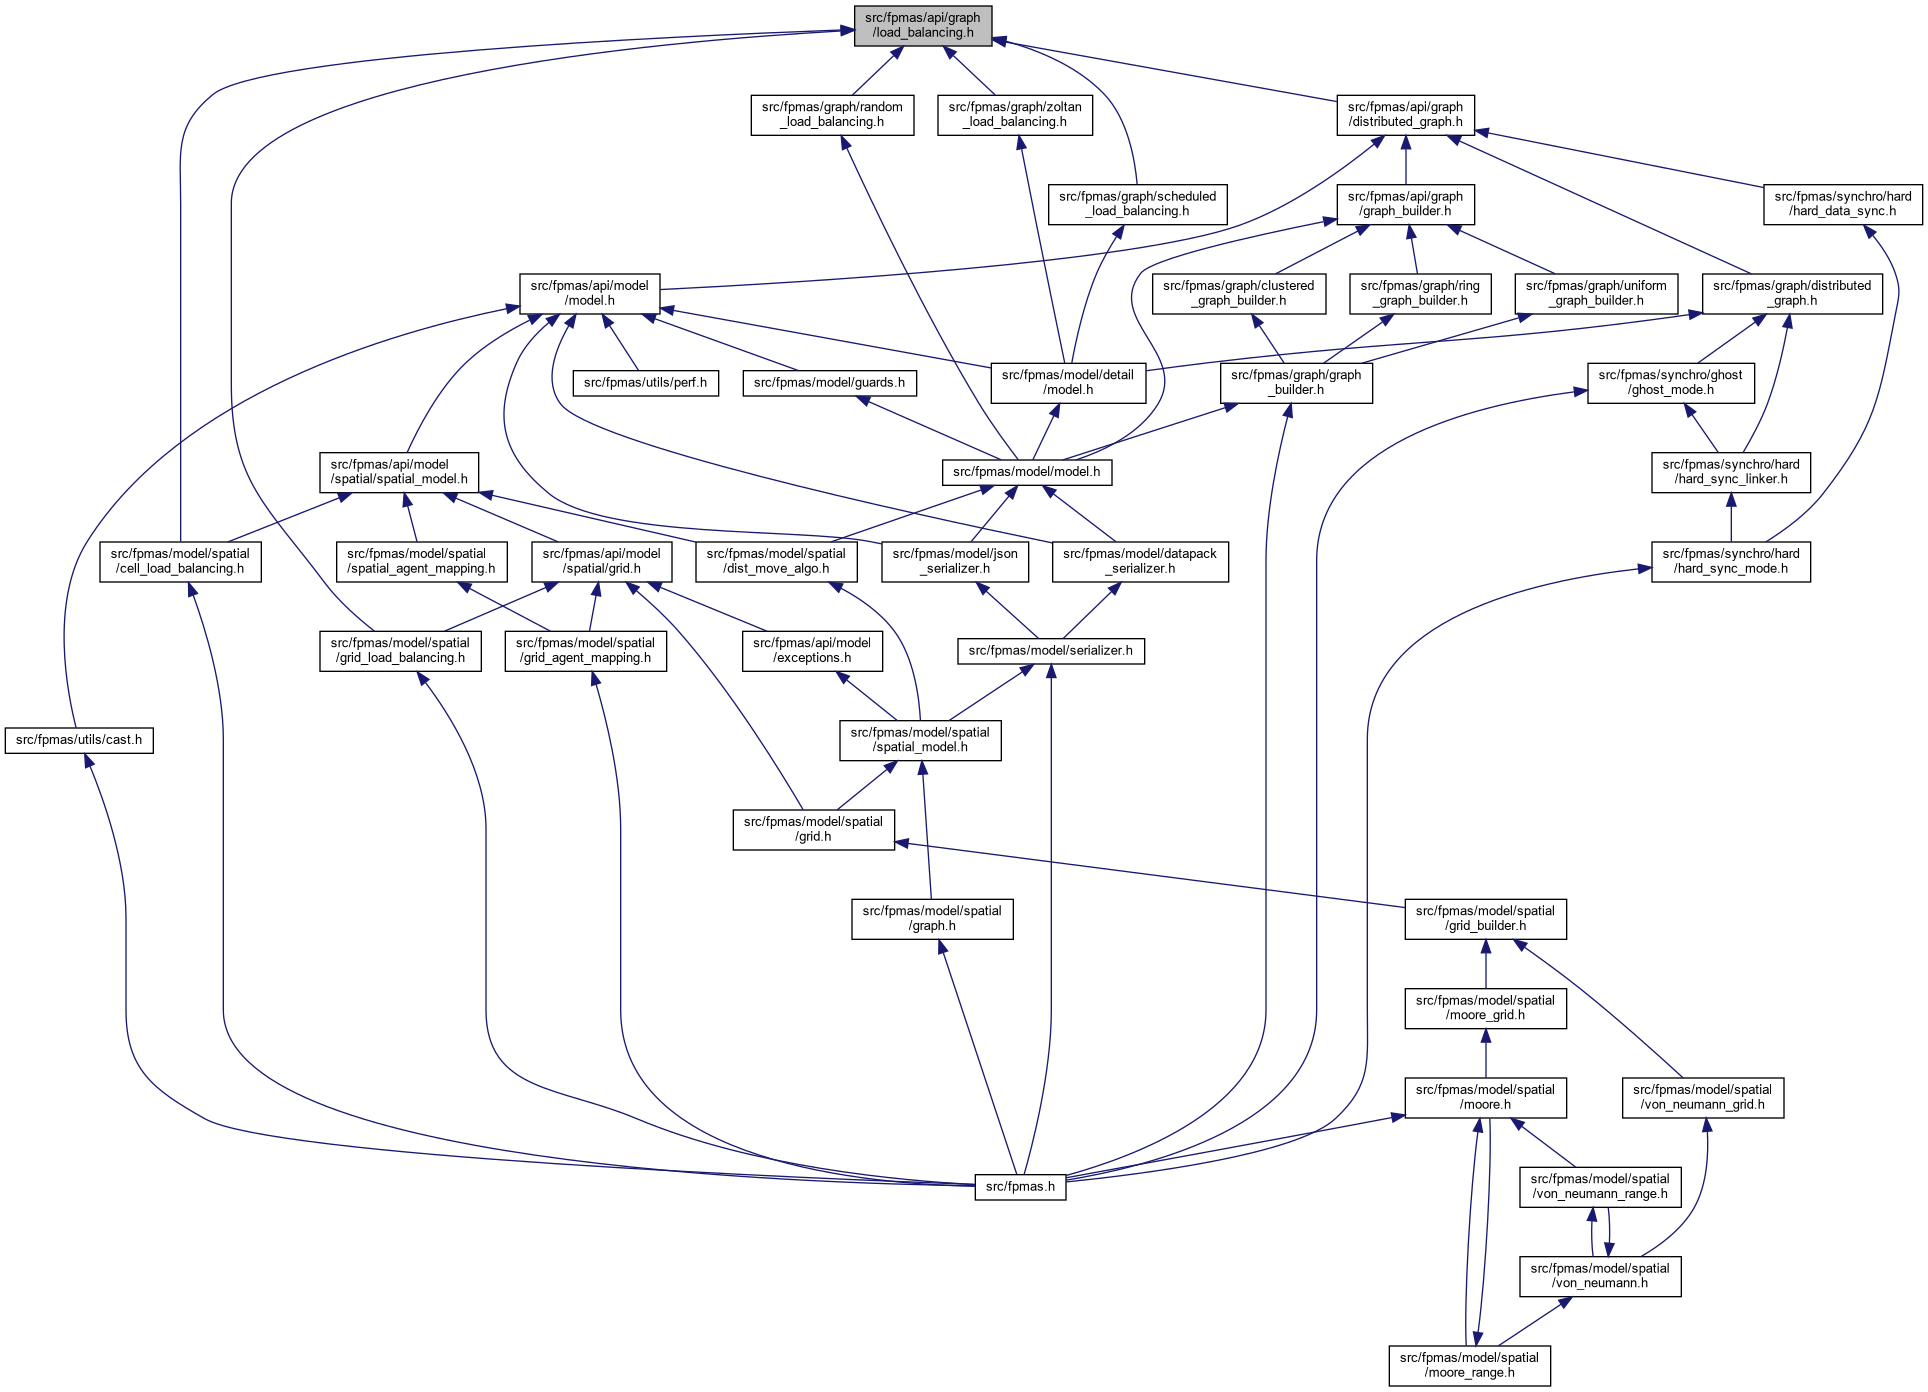 src/fpmas/api/graph
/load_balancing.h
src/fpmas/graph/random
_load_balancing.h
src/fpmas/graph/zoltan
_load_balancing.h
src/fpmas/api/graph
/distributed_graph.h
src/fpmas/graph/scheduled
_load_balancing.h
src/fpmas/api/graph
/graph_builder.h
src/fpmas/synchro/hard
/hard_data_sync.h
src/fpmas/api/model
/model.h
src/fpmas/graph/clustered
_graph_builder.h
src/fpmas/graph/ring
_graph_builder.h
src/fpmas/graph/uniform
_graph_builder.h
src/fpmas/graph/distributed
_graph.h
src/fpmas/utils/perf.h
src/fpmas/model/guards.h
src/fpmas/model/detail
/model.h
src/fpmas/graph/graph
_builder.h
src/fpmas/synchro/ghost
/ghost_mode.h
src/fpmas/api/model
/spatial/spatial_model.h
src/fpmas/model/model.h
src/fpmas/synchro/hard
/hard_sync_linker.h
src/fpmas/model/spatial
/cell_load_balancing.h
src/fpmas/model/spatial
/spatial_agent_mapping.h
src/fpmas/api/model
/spatial/grid.h
src/fpmas/model/spatial
/dist_move_algo.h
src/fpmas/model/json
_serializer.h
src/fpmas/model/datapack
_serializer.h
src/fpmas/synchro/hard
/hard_sync_mode.h
src/fpmas/model/spatial
/grid_load_balancing.h
src/fpmas/model/spatial
/grid_agent_mapping.h
src/fpmas/api/model
/exceptions.h
src/fpmas/model/serializer.h
src/fpmas/utils/cast.h
src/fpmas/model/spatial
/spatial_model.h
src/fpmas/model/spatial
/grid.h
src/fpmas/model/spatial
/graph.h
src/fpmas/model/spatial
/grid_builder.h
src/fpmas/model/spatial
/moore_grid.h
src/fpmas/model/spatial
/moore.h
src/fpmas/model/spatial
/von_neumann_grid.h
src/fpmas.h
src/fpmas/model/spatial
/von_neumann_range.h
src/fpmas/model/spatial
/von_neumann.h
src/fpmas/model/spatial
/moore_range.h